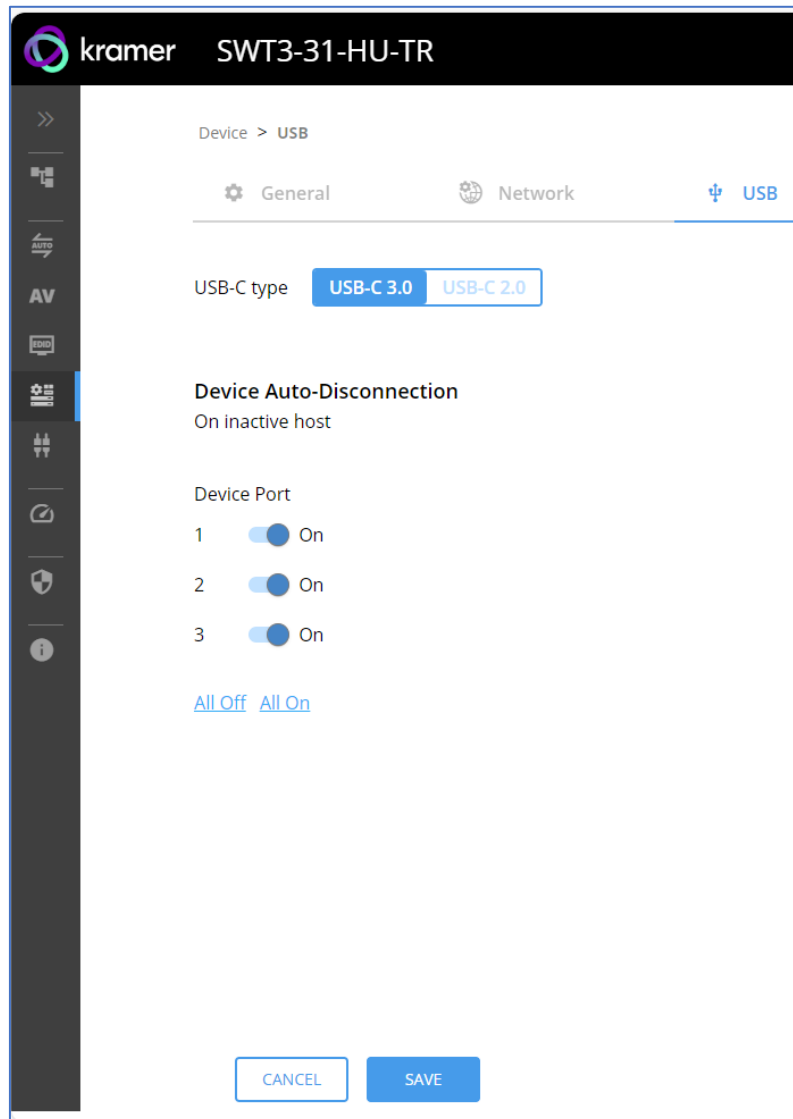 kramer SWT3-31-HU-TR
Device > USB
General Network USB
AUTO
AV
EDID
USB-C type USB-C 3.0 USB-C 2.0
Device Auto-Disconnection
On inactive host
Device Port
1 On
2 On
3 On
All Off All On
CANCEL SAVE